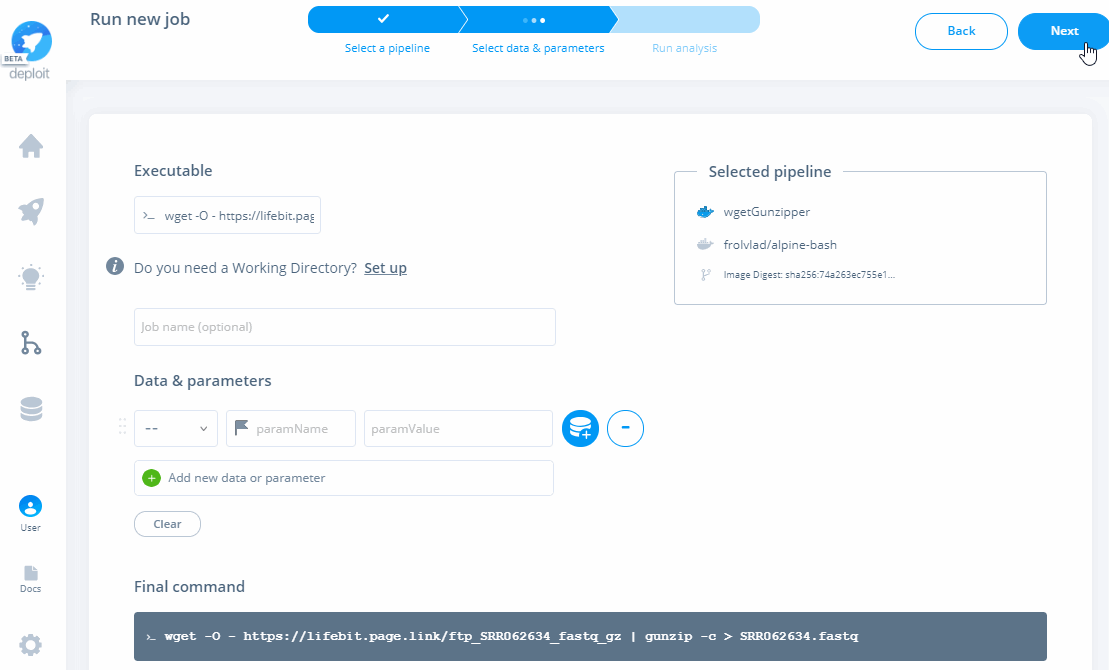 Run new job
Select a pipeline
Select data & parameters
Run analysis
Back
Next
BETA
deploit
Executable
>_ wget -O - https://lifebit.pag
Selected pipeline
wgetGunzipper
frolvlad/alpine-bash
Image Digest: sha256:74a263ec755e1...
i Do you need a Working Directory? Set up
Job name (optional)
Data & parameters
-- paramName paramValue -
+ Add new data or parameter
Clear
User
Docs
Final command
>_ wget -O - https://lifebit.page.link/ftp_SRR062634_fastq_gz | gunzip -c > SRR062634.fastq